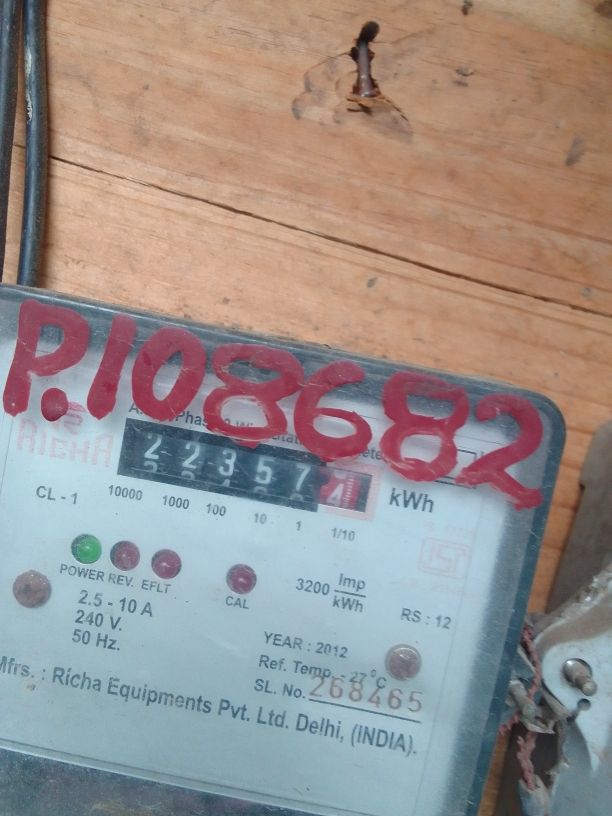 P.108682
RICHA
2 2 3 5 7
kWh
CL - 1
10000 1000 100 10 1 1/10
POWER REV. EFLT
CAL
3200 Imp/kWh
2.5 - 10 A
240 V.
50 Hz.
RS : 12
YEAR : 2012
Ref. Temp. 27°C
SL. No. 268465
Mfrs. : Richa Equipments Pvt. Ltd. Delhi, (INDIA).